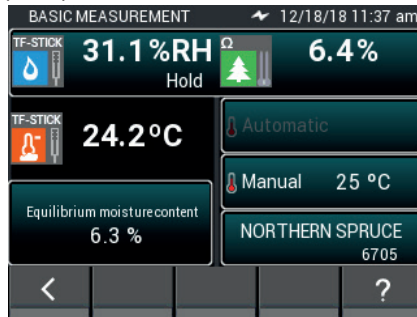 BASIC MEASUREMENT 12/18/18 11:37 am
TF-STICK 31.1%RH Ω 6.4%
Hold
TF-STICK 24.2°C
Automatic
Manual 25 °C
Equilibrium moisture content
6.3 %
NORTHERN SPRUCE
6705
< ?